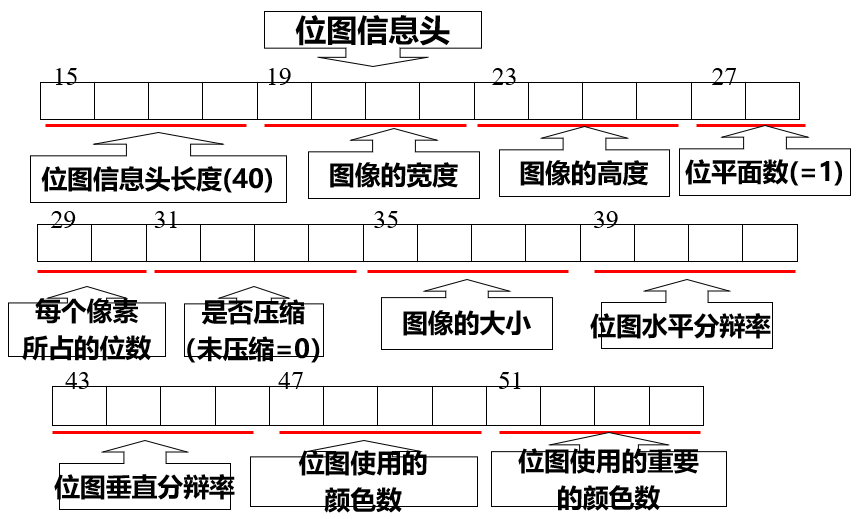 位图信息头
15 19 23 27
位图信息头长度(40) 图像的宽度 图像的高度 位平面数(=1)
29 31 35 39
每个像素
所占的位数
是否压缩
(未压缩=0)
图像的大小
位图水平分辩率
43 47 51
位图垂直分辩率
位图使用的
颜色数
位图使用的重要
的颜色数